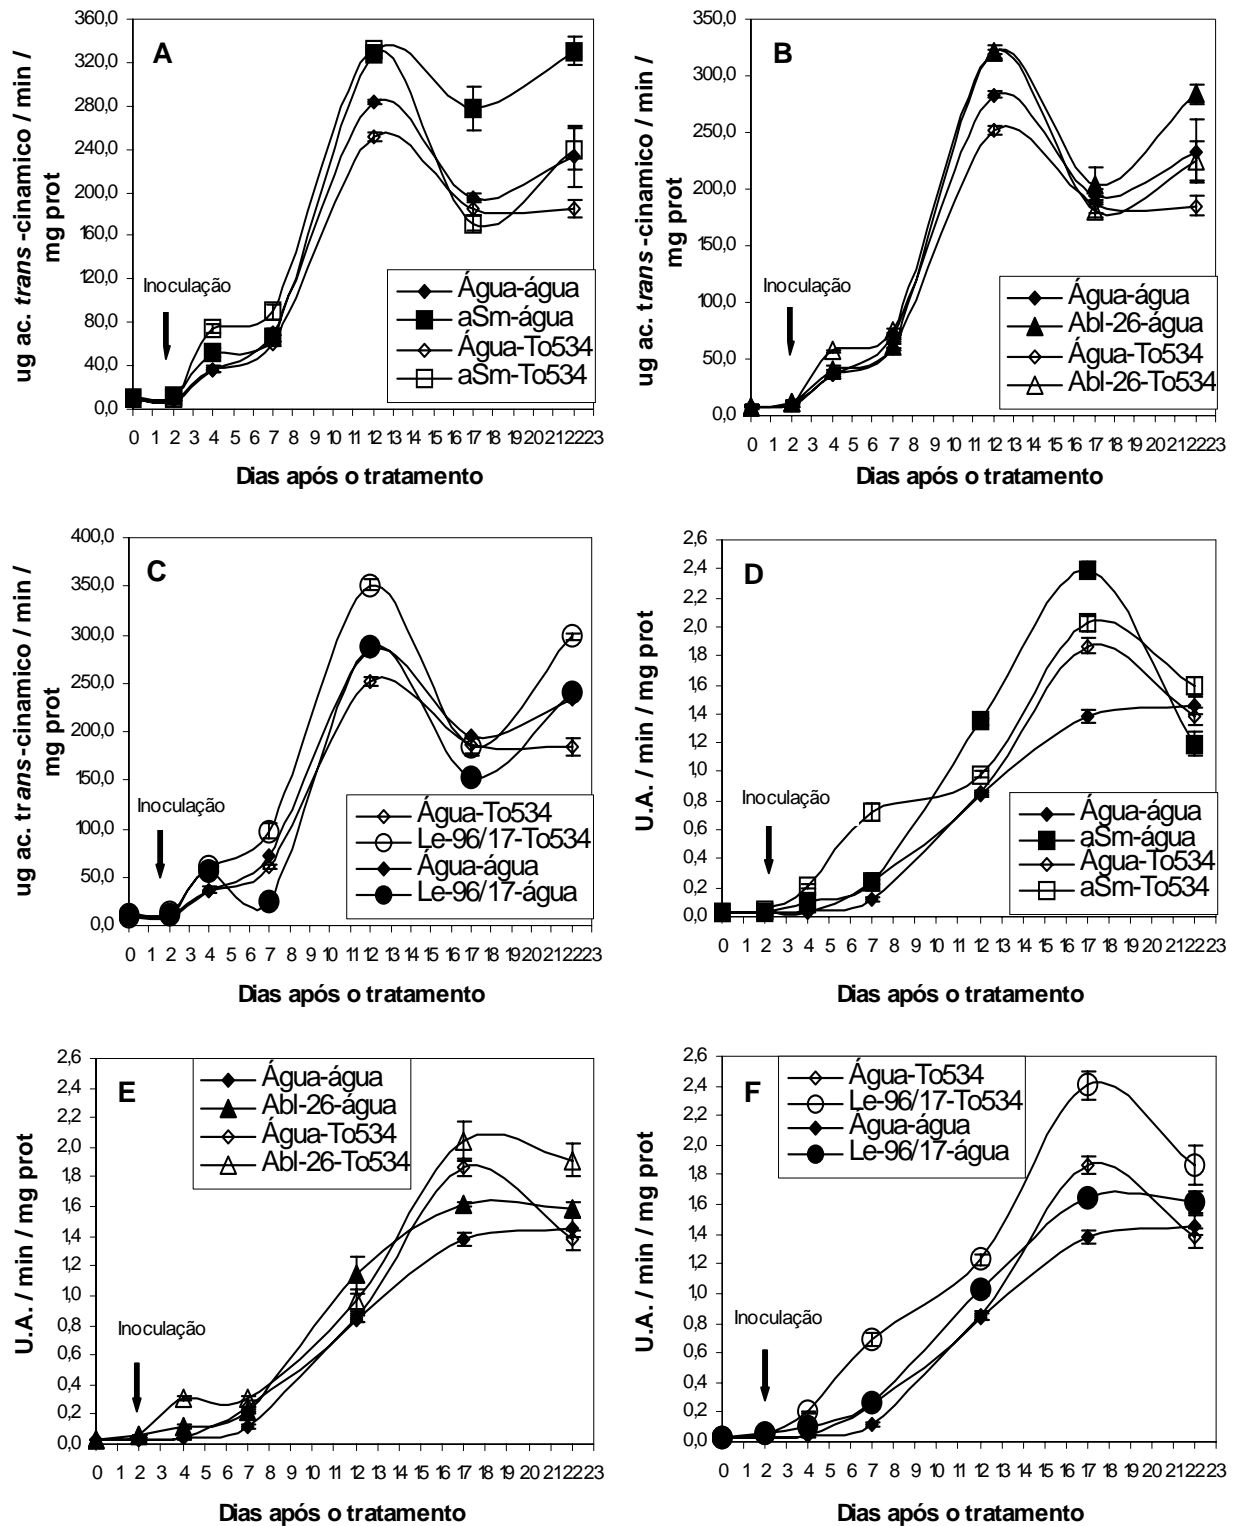 A
ug ac. trans-cinamico / min / mg prot
360,0
320,0
280,0
240,0
200,0
160,0
120,0
80,0
40,0
0,0
Inoculação
Água-água
aSm-água
Água-To534
aSm-To534
0 1 2 3 4 5 6 7 8 9 10 11 12 13 14 15 16 17 18 19 20 21 22 23
Dias após o tratamento
B
ug ac. trans-cinamico / min / mg prot
350,0
300,0
250,0
200,0
150,0
100,0
50,0
0,0
Inoculação
Água-água
Abl-26-água
Água-To534
Abl-26-To534
0 1 2 3 4 5 6 7 8 9 10 11 12 13 14 15 16 17 18 19 20 21 22 23
Dias após o tratamento
C
ug ac. trans-cinamico / min / mg prot
400,0
350,0
300,0
250,0
200,0
150,0
100,0
50,0
0,0
Inoculação
Água-To534
Le-96/17-To534
Água-água
Le-96/17-água
0 1 2 3 4 5 6 7 8 9 10 11 12 13 14 15 16 17 18 19 20 21 22 23
Dias após o tratamento
D
U.A. / min / mg prot
2,6
2,4
2,2
2,0
1,8
1,6
1,4
1,2
1,0
0,8
0,6
0,4
0,2
0,0
Inoculação
Água-água
aSm-água
Água-To534
aSm-To534
0 1 2 3 4 5 6 7 8 9 10 11 12 13 14 15 16 17 18 19 20 21 22 23
Dias após o tratamento
E
U.A. / min / mg prot
2,6
2,4
2,2
2,0
1,8
1,6
1,4
1,2
1,0
0,8
0,6
0,4
0,2
0,0
Inoculação
Água-água
Abl-26-água
Água-To534
Abl-26-To534
0 1 2 3 4 5 6 7 8 9 10 11 12 13 14 15 16 17 18 19 20 21 22 23
Dias após o tratamento
F
U.A. / min / mg prot
2,6
2,4
2,2
2,0
1,8
1,6
1,4
1,2
1,0
0,8
0,6
0,4
0,2
0,0
Inoculação
Água-To534
Le-96/17-To534
Água-água
Le-96/17-água
0 1 2 3 4 5 6 7 8 9 10 11 12 13 14 15 16 17 18 19 20 21 22 23
Dias após o tratamento